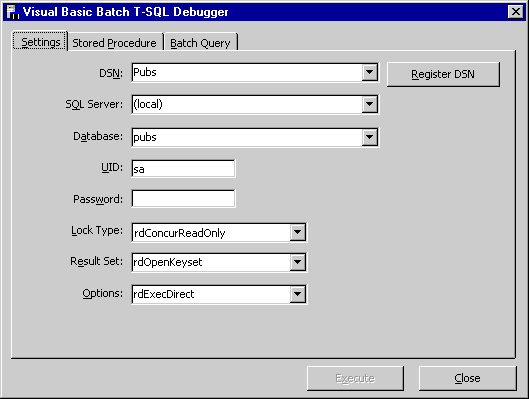 Visual Basic Batch T-SQL Debugger
Settings Stored Procedure Batch Query
DSN: Pubs Register DSN
SQL Server: (local)
Database: pubs
UID: sa
Password:
Lock Type: rdConcurReadOnly
Result Set: rdOpenKeyset
Options: rdExecDirect
Execute Close